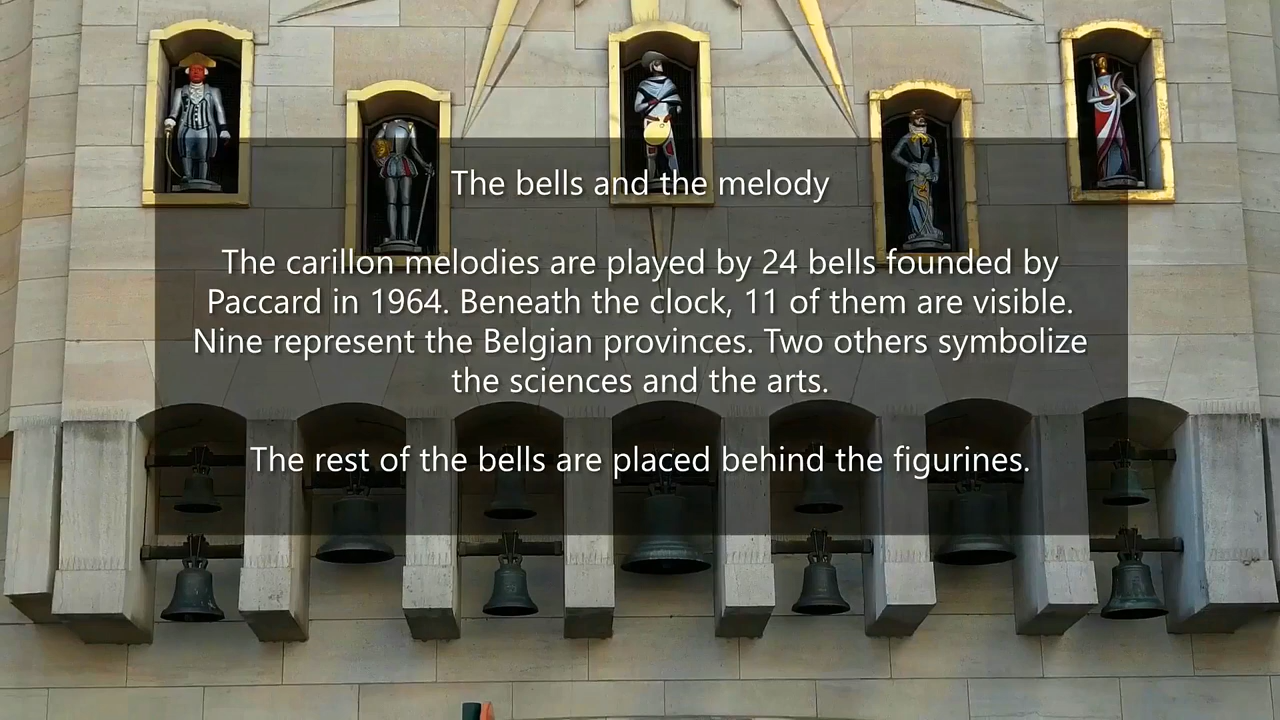 The bells and the melody
The carillon melodies are played by 24 bells founded by
Paccard in 1964. Beneath the clock, 11 of them are visible.
Nine represent the Belgian provinces. Two others symbolize
the sciences and the arts.
The rest of the bells are placed behind the figurines.